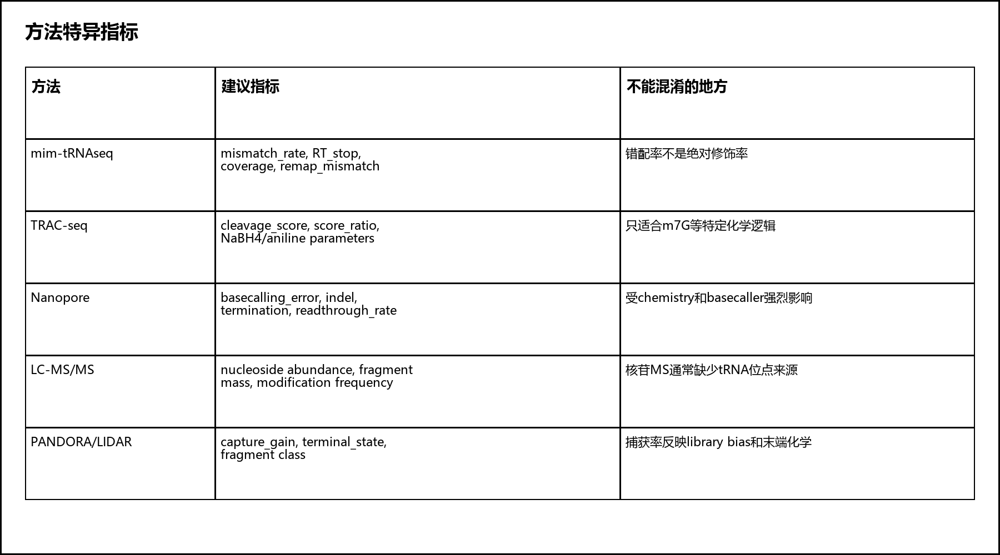 方法特异指标
方法
建议指标
不能混淆的地方
mim-tRNAseq
mismatch_rate, RT_stop,
coverage, remap_mismatch
错配率不是绝对修饰率
TRAC-seq
cleavage_score, score_ratio,
NaBH4/aniline parameters
只适合m7G等特定化学逻辑
Nanopore
basecalling_error, indel,
termination, readthrough_rate
受chemistry和basecaller强烈影响
LC-MS/MS
nucleoside abundance, fragment
mass, modification frequency
核苷MS通常缺少tRNA位点来源
PANDORA/LIDAR
capture_gain, terminal_state,
fragment class
捕获率反映library bias和末端化学